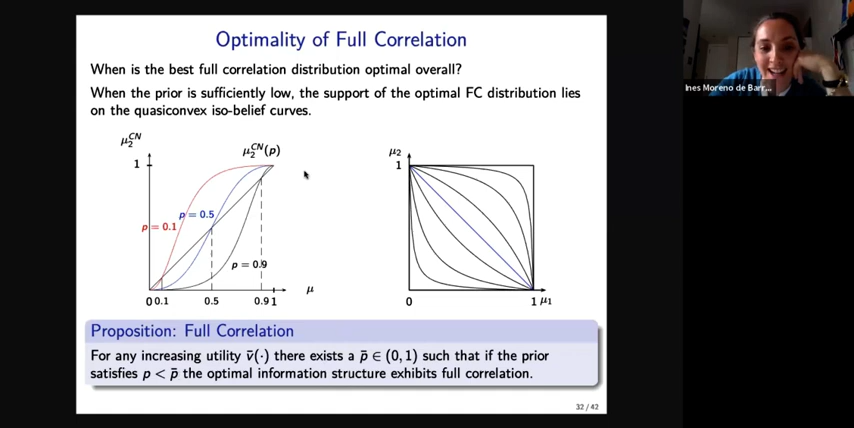 Optimality of Full Correlation
When is the best full correlation distribution optimal overall?
When the prior is sufficiently low, the support of the optimal FC distribution lies
on the quasiconvex iso-belief curves.
μ₂^CN
μ₂^CN(p)
1
p = 0.5
p = 0.1
p = 0.9
μ
0 0.1 0.5 0.9 1
μ₂
1
0 1 μ₁
Proposition: Full Correlation
For any increasing utility v̄(·) there exists a p̄ ∈ (0, 1) such that if the prior
satisfies p < p̄ the optimal information structure exhibits full correlation.
32 / 42
Ines Moreno de Barr...